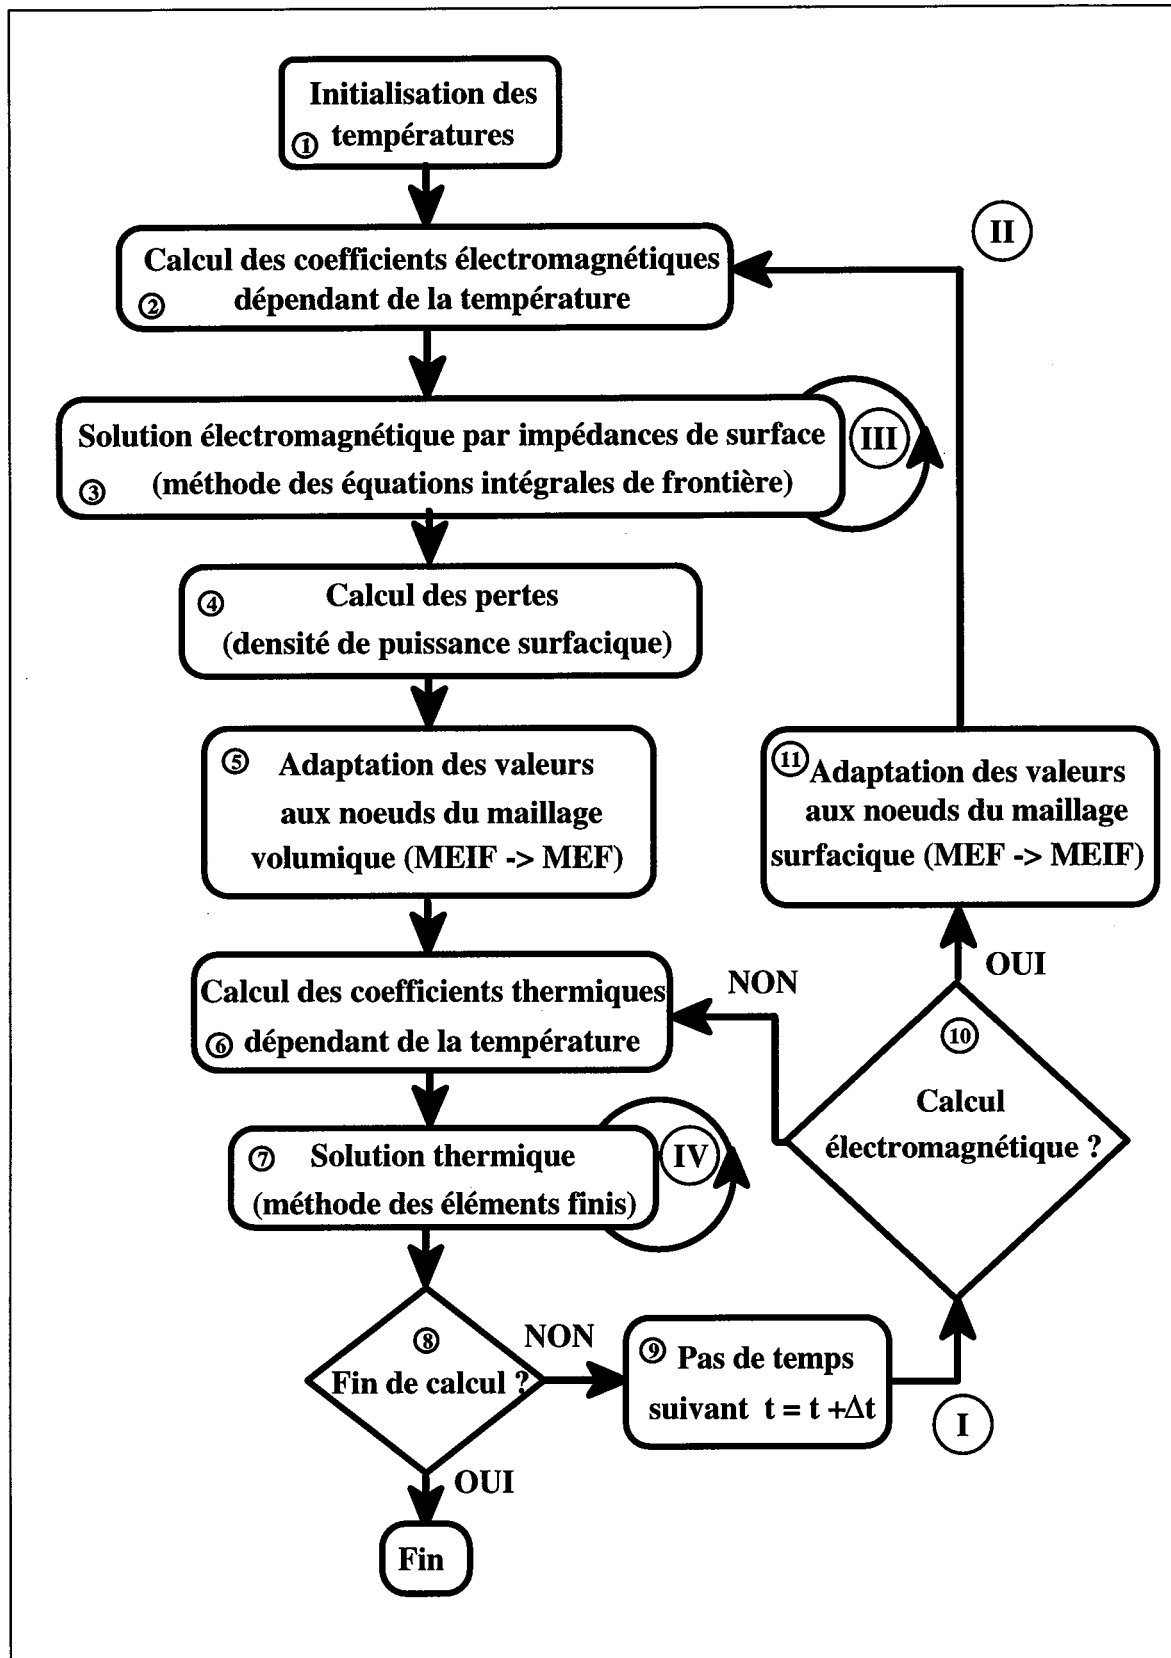 Initialisation des
① températures
II
Calcul des coefficients électromagnétiques
② dépendant de la température
Solution électromagnétique par impédances de surface
III
③ (méthode des équations intégrales de frontière)
④ Calcul des pertes
(densité de puissance surfacique)
⑤ Adaptation des valeurs
aux noeuds du maillage
volumique (MEIF -> MEF)
⑪ Adaptation des valeurs
aux noeuds du maillage
surfacique (MEF -> MEIF)
OUI
NON
Calcul des coefficients thermiques
⑥ dépendant de la température
⑩
Calcul
électromagnétique ?
⑦ Solution thermique
(méthode des éléments finis)
IV
⑧
Fin de calcul ?
NON
⑨ Pas de temps
suivant t = t +Δt
I
OUI
Fin